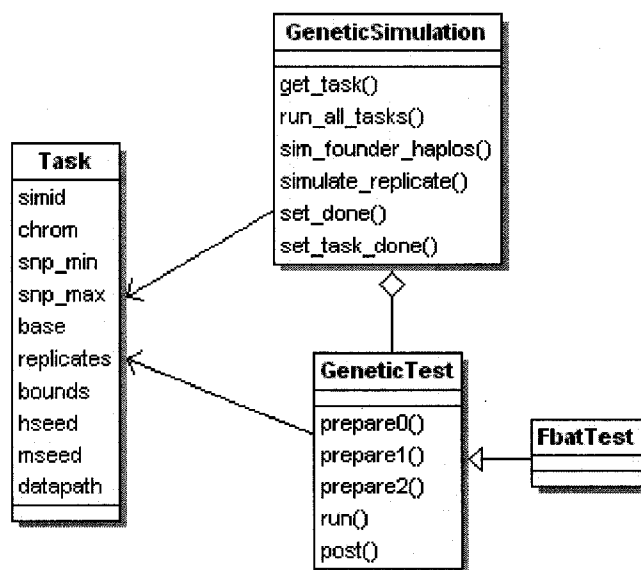 GeneticSimulation
get_task()
run_all_tasks()
sim_founder_haplos()
simulate_replicate()
set_done()
set_task_done()
Task
simid
chrom
snp_min
snp_max
base
replicates
bounds
hseed
mseed
datapath
GeneticTest
prepare0()
prepare1()
prepare2()
run()
post()
FbatTest